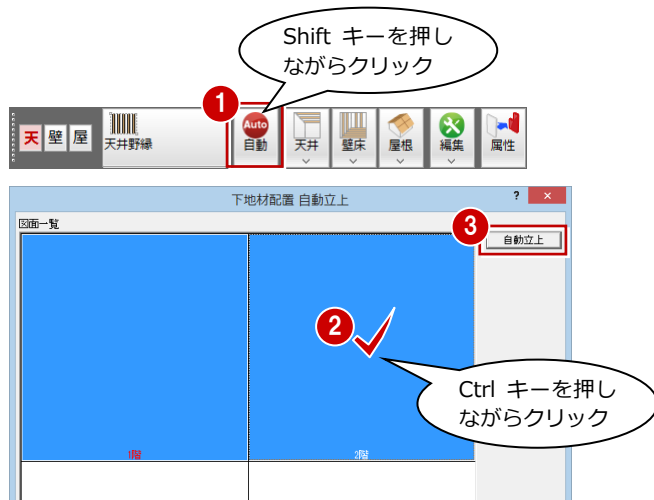 Shift キーを押し
ながらクリック
1
天 壁 屋 天井野縁 Auto 自動 天井 壁床 屋根 編集 属性
下地材配置 自動立上 ? ×
図面一覧
3
自動立上
2
Ctrl キーを押し
ながらクリック
1階 2階